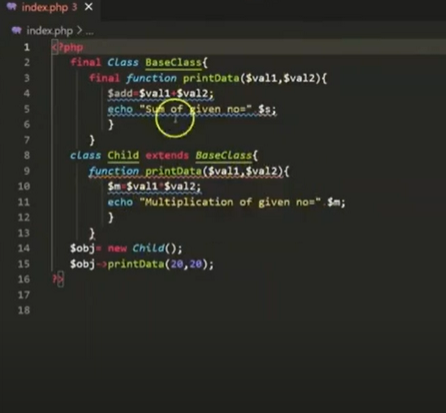 index.php 3 ×
index.php > ...
1 <?php
2 final Class BaseClass{
3 final function printData($val1,$val2){
4 $add=$val1+$val2;
5 echo "Sum of given no=" $s;
6 }
7 }
8 class Child extends BaseClass{
9 function printData($val1,$val2){
10 $m=$val1*$val2;
11 echo "Multiplication of given no=" $m;
12 }
13 }
14 $obj= new Child();
15 $obj->printData(20,20);
16 ?>
17
18